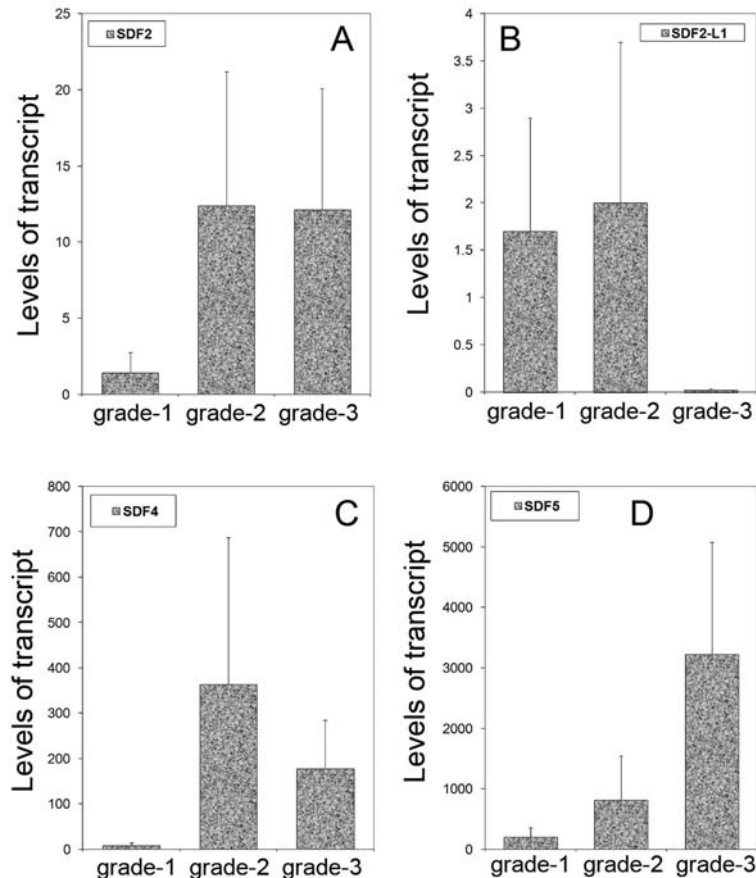 SDF2
A
25
20
15
10
5
0
Levels of transcript
grade-1 grade-2 grade-3
B
SDF2-L1
4
3.5
3
2.5
2
1.5
1
0.5
0
Levels of transcript
grade-1 grade-2 grade-3
SDF4
C
800
700
600
500
400
300
200
100
0
Levels of transcript
grade-1 grade-2 grade-3
SDF5
D
6000
5000
4000
3000
2000
1000
0
Levels of transcript
grade-1 grade-2 grade-3